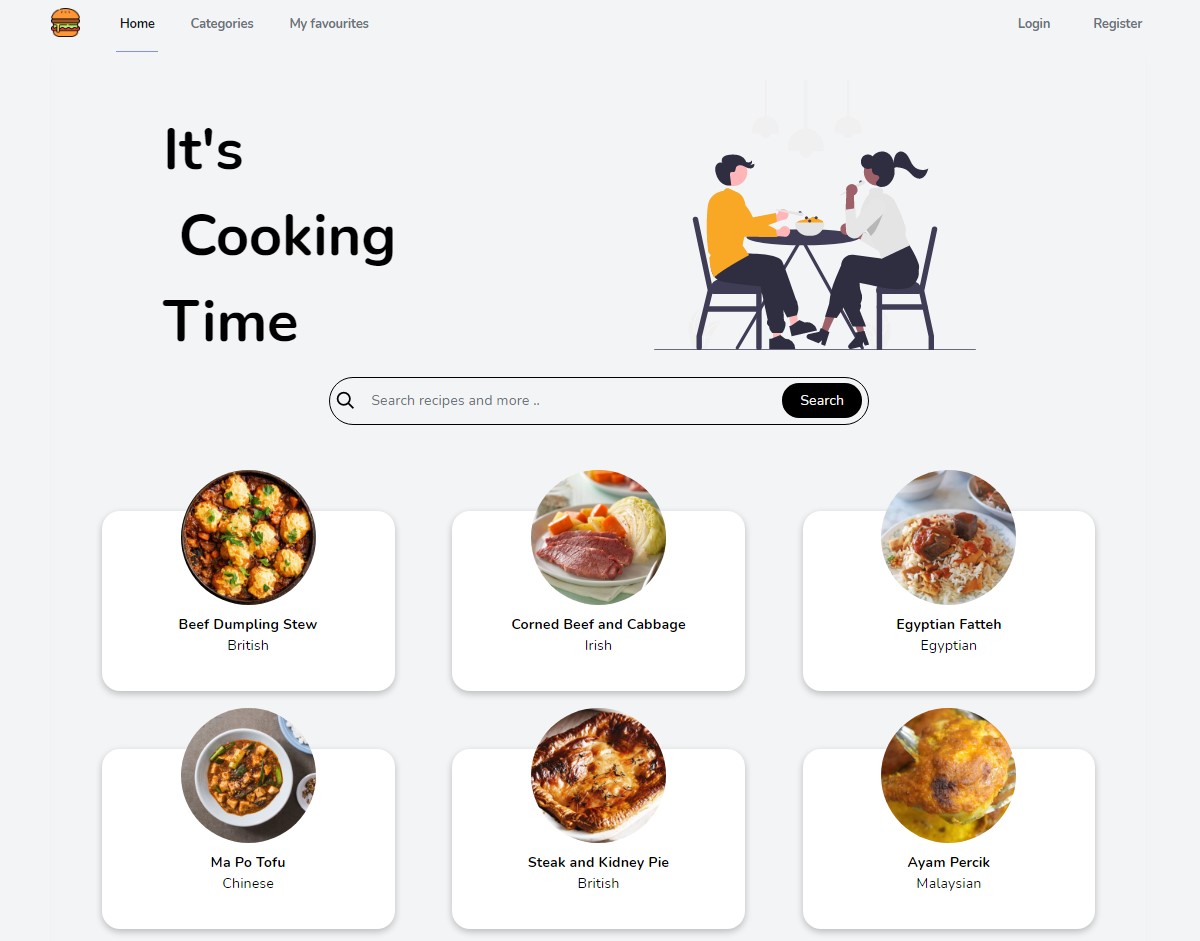 Home Categories My favourites Login Register
It's
Cooking
Time
Search recipes and more .. Search
Beef Dumpling Stew
British
Corned Beef and Cabbage
Irish
Egyptian Fatteh
Egyptian
Ma Po Tofu
Chinese
Steak and Kidney Pie
British
Ayam Percik
Malaysian